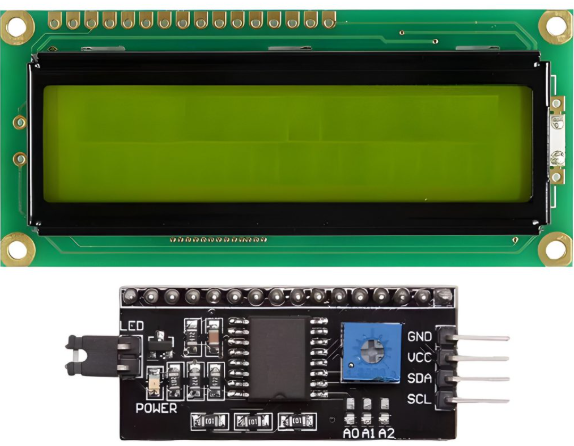 LED
GND
VCC
SDA
SCL
POWER
A0 A1 A2